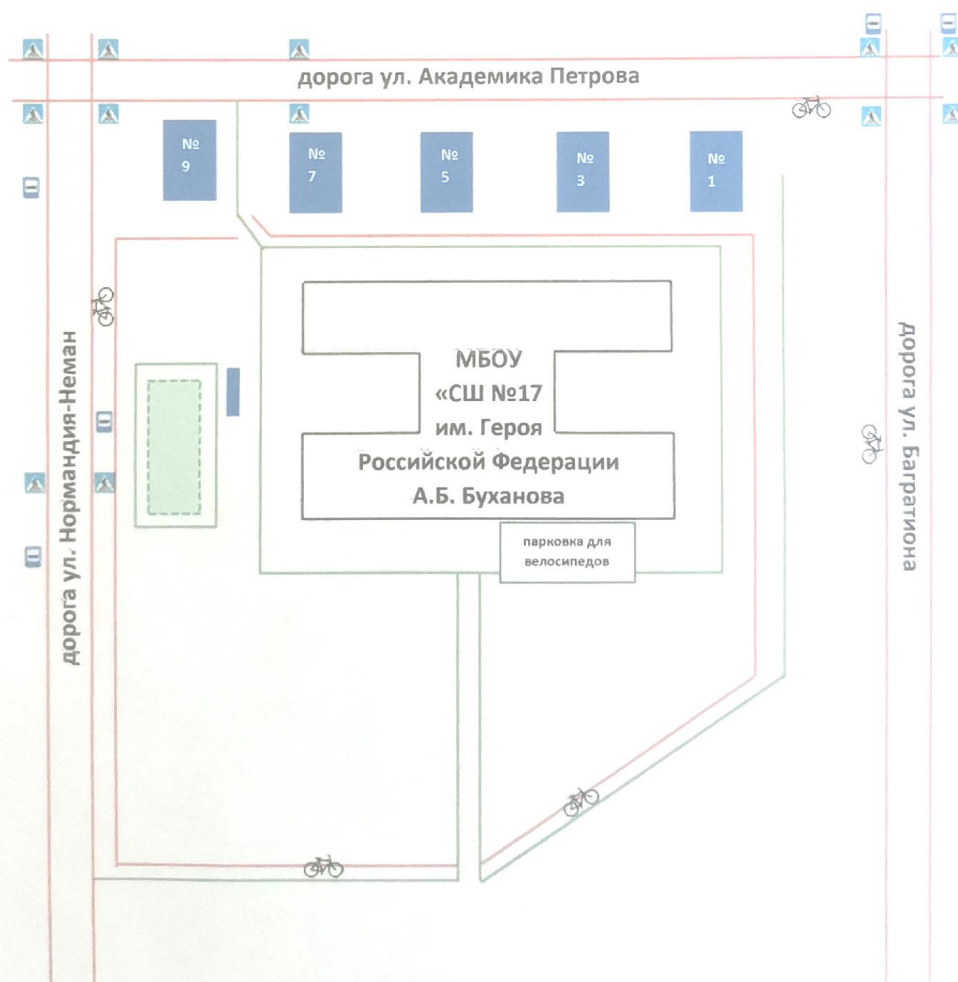 дорога ул. Академика Петрова
№
9
№
7
№
5
№
3
№
1
МБОУ
«СШ №17
им. Героя
Российской Федерации
А.Б. Буханова
парковка для
велосипедов
дорога ул. Нормандия-Неман
дорога ул. Багратиона